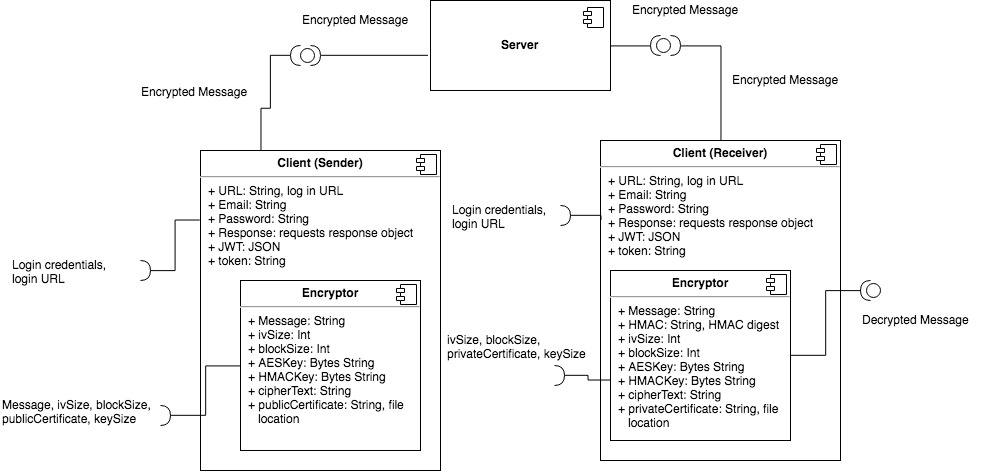 Encrypted Message
Encrypted Message
Server
Encrypted Message
Encrypted Message
Client (Sender)
+ URL: String, log in URL
+ Email: String
+ Password: String
+ Response: requests response object
+ JWT: JSON
+ token: String
Login credentials,
login URL
Encryptor
+ Message: String
+ ivSize: Int
+ blockSize: Int
+ AESKey: Bytes String
+ HMACKey: Bytes String
+ cipherText: String
+ publicCertificate: String, file
location
Message, ivSize, blockSize,
publicCertificate, keySize
Client (Receiver)
+ URL: String, log in URL
+ Email: String
+ Password: String
+ Response: requests response object
+ JWT: JSON
+ token: String
Login credentials,
login URL
Encryptor
+ Message: String
+ HMAC: String, HMAC digest
+ ivSize: Int
+ blockSize: Int
+ AESKey: Bytes String
+ HMACKey: Bytes String
+ cipherText: String
+ privateCertificate: String, file
location
ivSize, blockSize,
privateCertificate, keySize
Decrypted Message